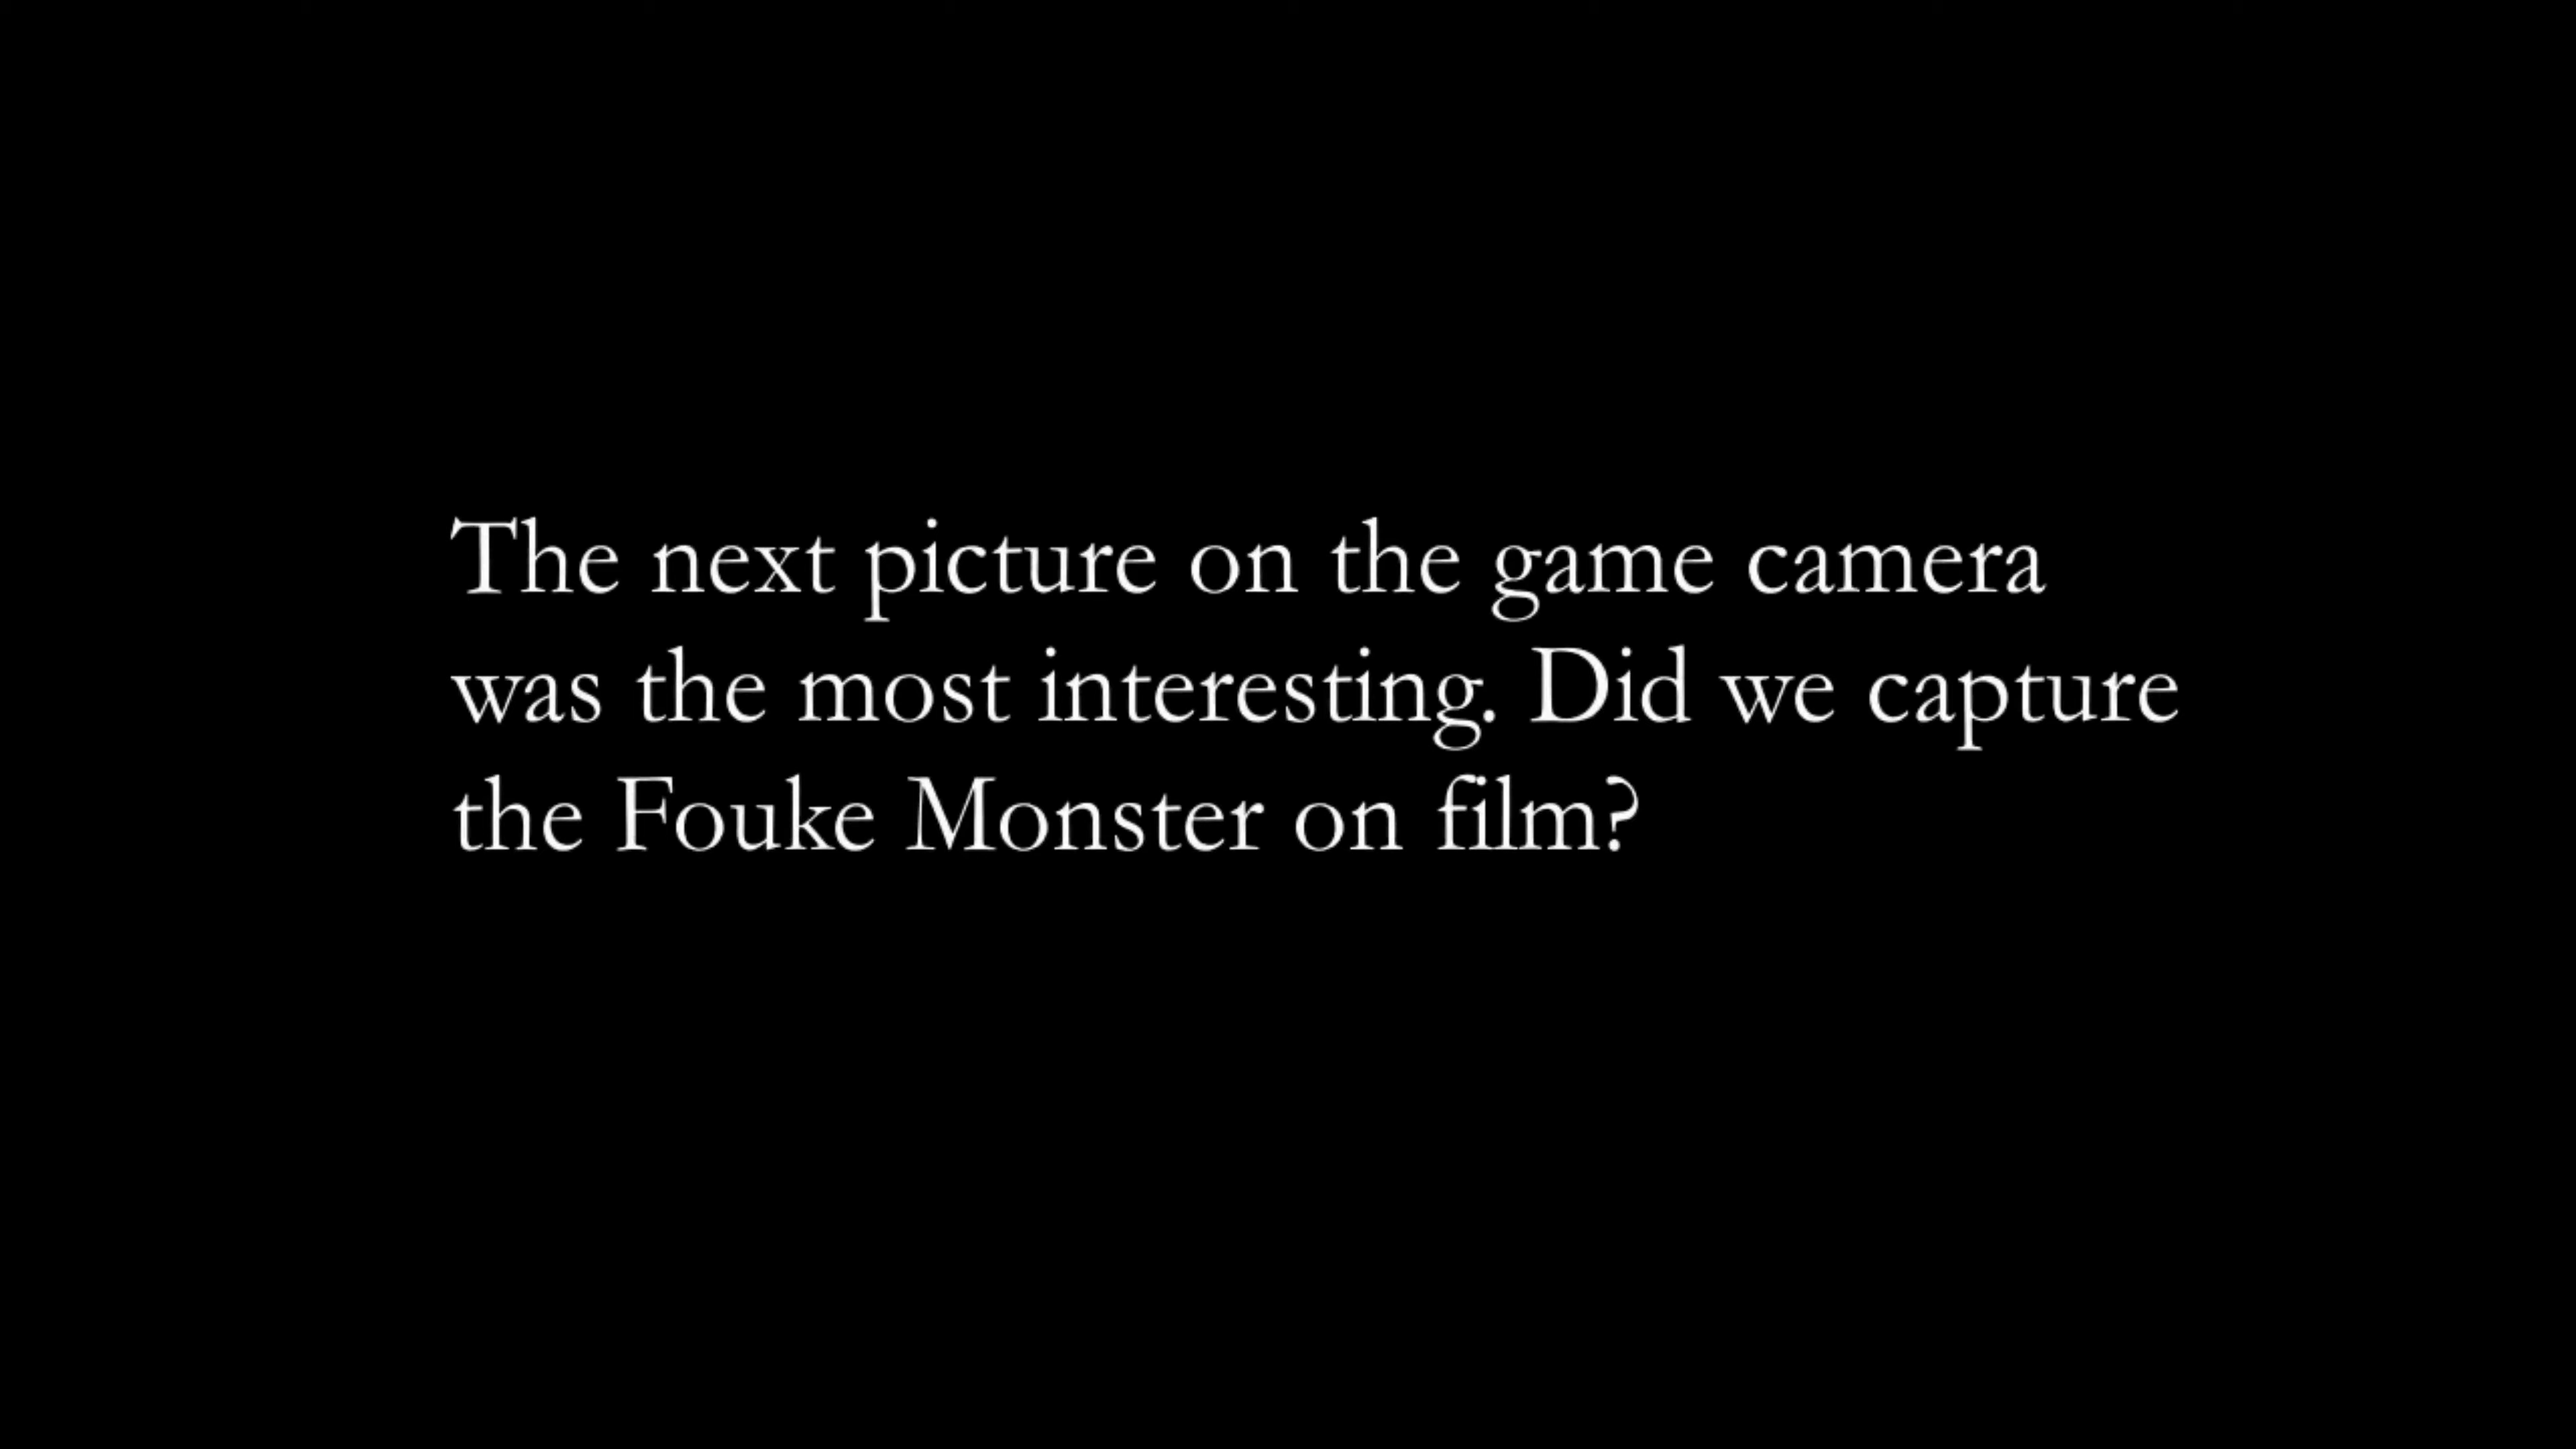 The next picture on the game camera
was the most interesting. Did we capture
the Fouke Monster on film?